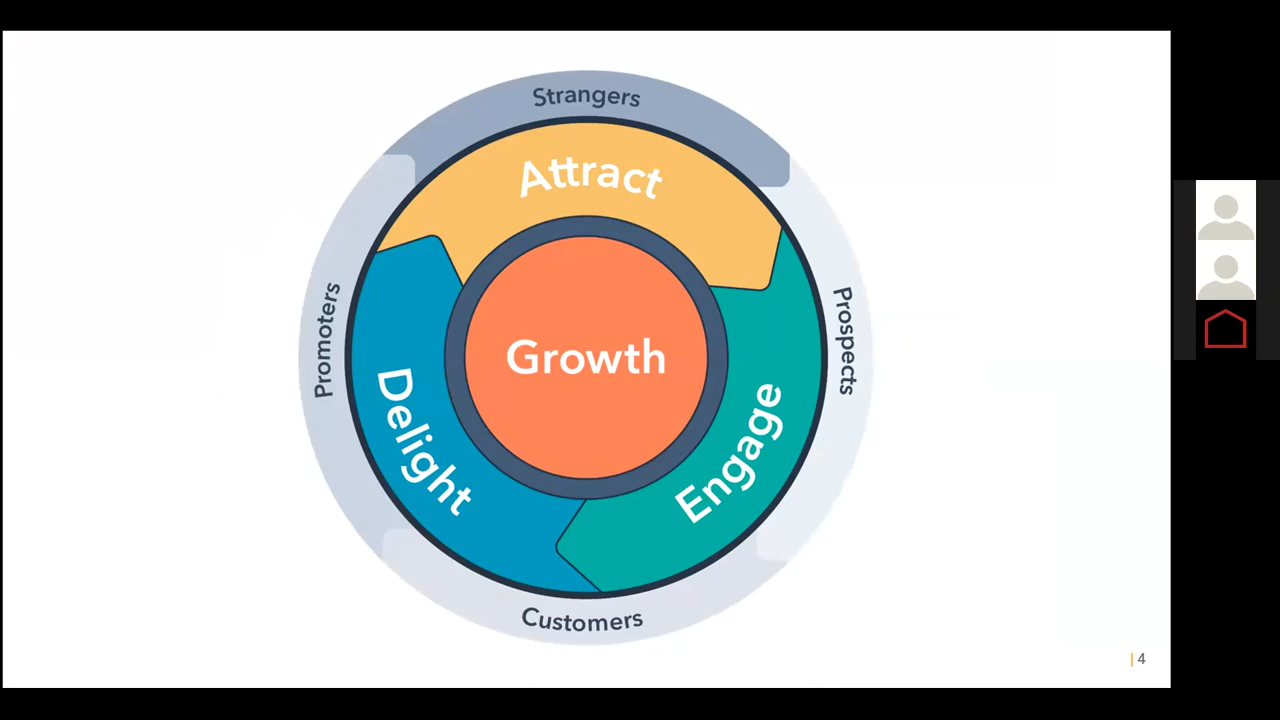 Strangers
Attract
Promoters
Prospects
Growth
Delight
Engage
Customers
| 4